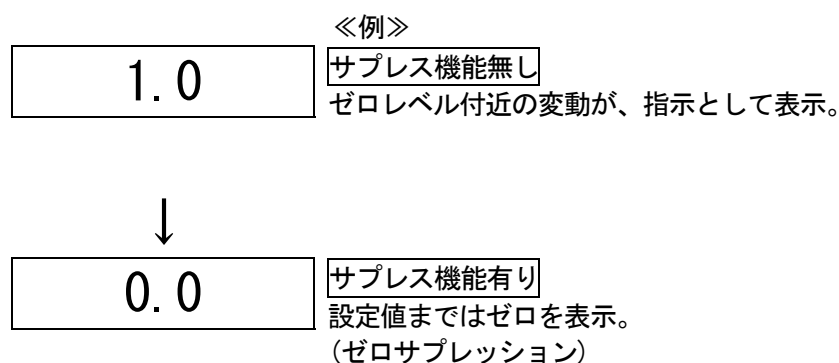 ≪例≫
1.0
サプレス機能無し
ゼロレベル付近の変動が、指示として表示。
↓
0.0
サプレス機能有り
設定値まではゼロを表示。
(ゼロサプレッション)